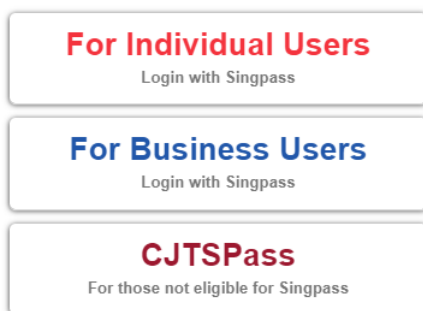 For Individual Users
Login with Singpass
For Business Users
Login with Singpass
CJTSPass
For those not eligible for Singpass